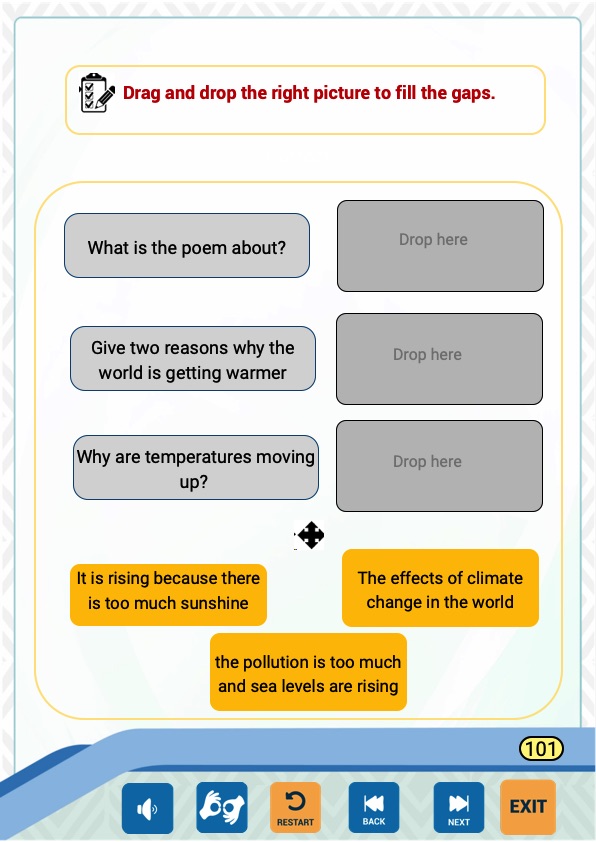 Drag and drop the right picture to fill the gaps.
What is the poem about?
Drop here
Give two reasons why the
world is getting warmer
Drop here
Why are temperatures moving
up?
Drop here
It is rising because there
is too much sunshine
The effects of climate
change in the world
the pollution is too much
and sea levels are rising
101
RESTART
BACK
NEXT
EXIT